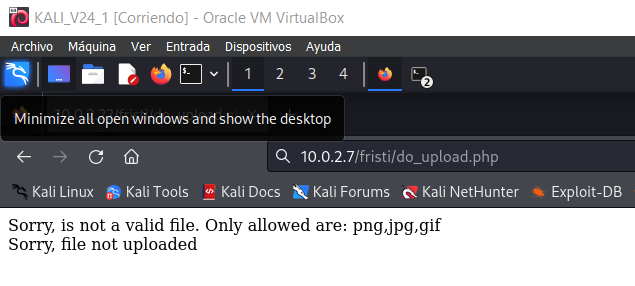 KALI_V24_1 [Corriendo] - Oracle VM VirtualBox
Archivo Máquina Ver Entrada Dispositivos Ayuda
1 2 3 4 2
Minimize all open windows and show the desktop
10.0.2.7/fristi/do_upload.php
Kali Linux Kali Tools Kali Docs Kali Forums Kali NetHunter Exploit-DB
Sorry, is not a valid file. Only allowed are: png,jpg,gif
Sorry, file not uploaded